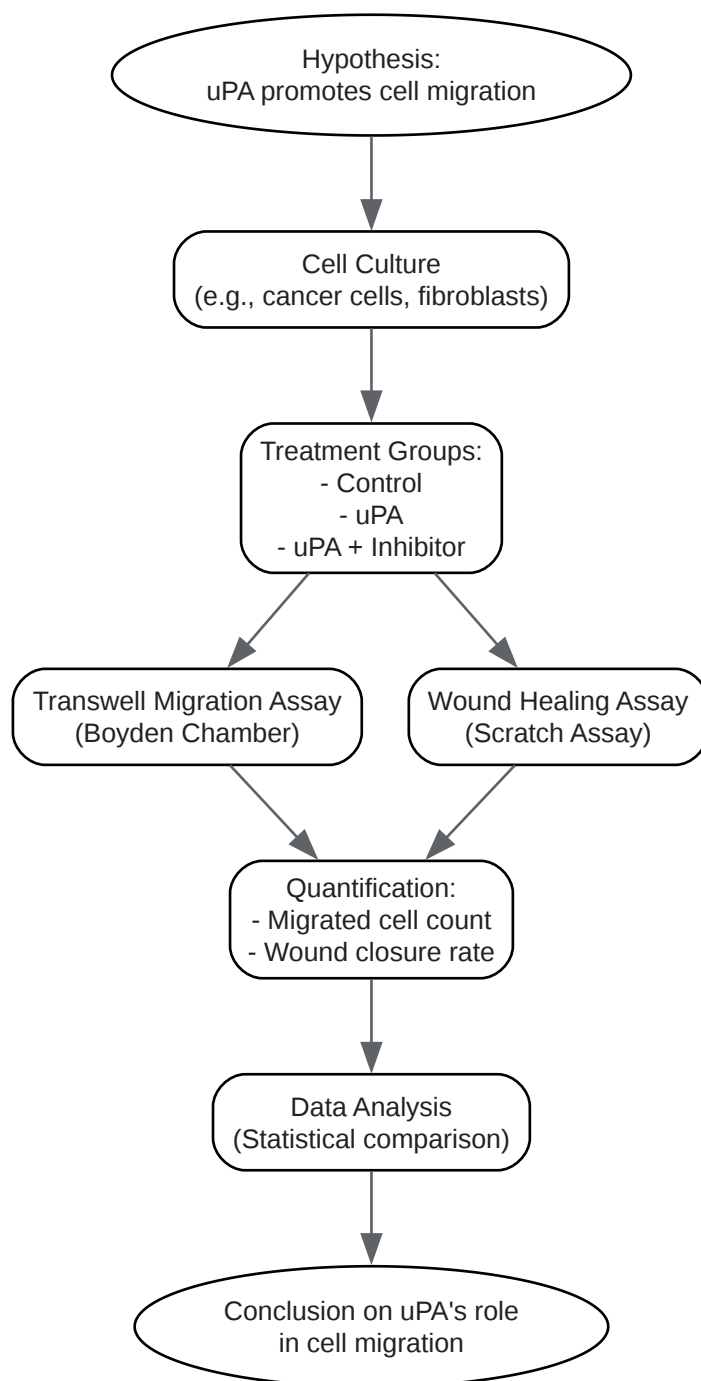 Hypothesis:
uPA promotes cell migration
Cell Culture
(e.g., cancer cells, fibroblasts)
Treatment Groups:
- Control
- uPA
- uPA + Inhibitor
Transwell Migration Assay
(Boyden Chamber)
Wound Healing Assay
(Scratch Assay)
Quantification:
- Migrated cell count
- Wound closure rate
Data Analysis
(Statistical comparison)
Conclusion on uPA's role
in cell migration